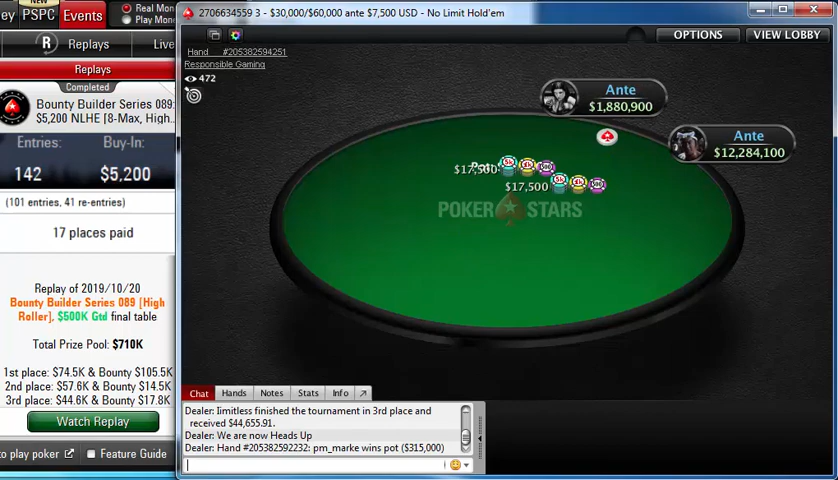 ey
NEW
PSPC
Events
Real Mon
Play Mone
R
Replays
Live
Replays
Completed
Bounty Builder Series 089:
$5,200 NLHE [8-Max, High..
Entries:
Buy-In:
142
$5,200
(101 entries, 41 re-entries)
17 places paid
Replay of 2019/10/20
Bounty Builder Series 089 [High
Roller], $500K Gtd final table
Total Prize Pool: $710K
1st place: $74.5K & Bounty $105.5K
2nd place: $57.6K & Bounty $14.5K
3rd place: $44.6K & Bounty $17.8K
Watch Replay
o play poker
Feature Guide
2706634559 3 - $30,000/$60,000 ante $7,500 USD - No Limit Hold'em
OPTIONS
VIEW LOBBY
Hand #205382594251
Responsible Gaming
472
Ante
$1,880,900
Ante
$12,284,100
$17,500
POKER STARS
Chat
Hands
Notes
Stats
Info
Dealer: limitless finished the tournament in 3rd place and
received $44,655.91.
Dealer: We are now Heads Up
Dealer: Hand #205382592232: pm_marke wins pot ($315,000)